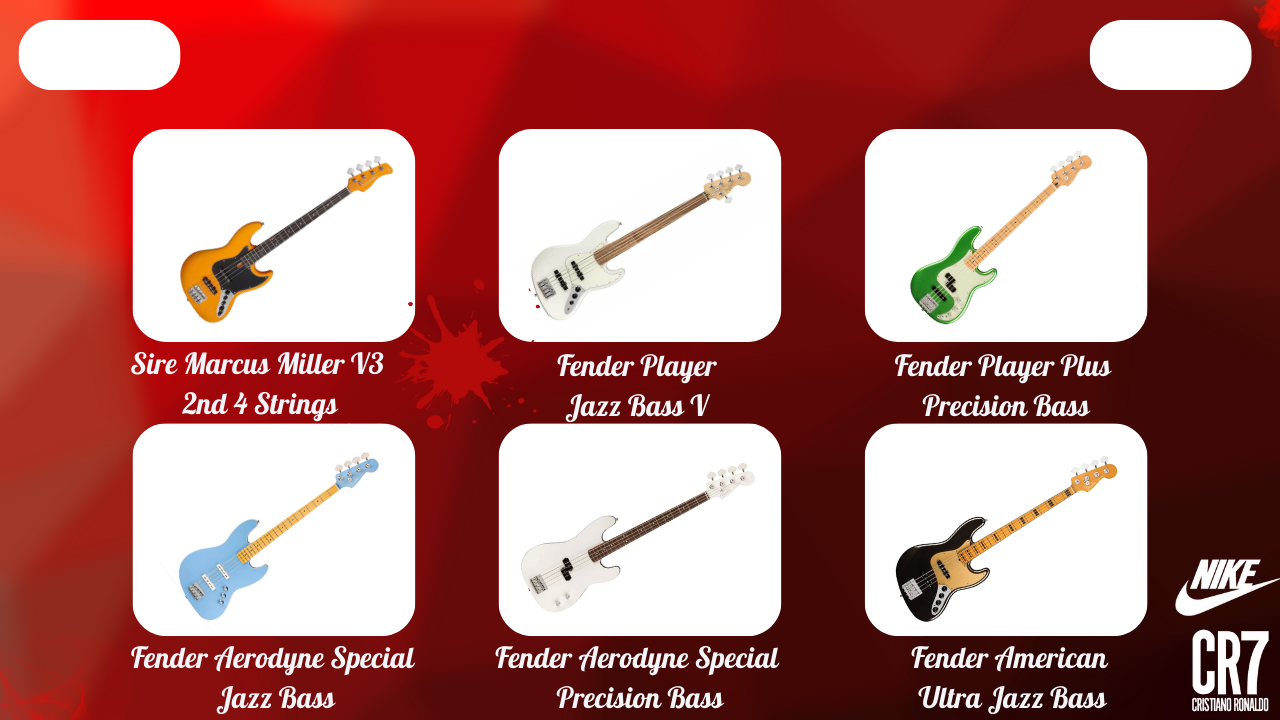 Sire Marcus Miller V3
2nd 4 Strings
Fender Player
Jazz Bass V
Fender Player Plus
Precision Bass
Fender Aerodyne Special
Jazz Bass
Fender Aerodyne Special
Precision Bass
Fender American
Ultra Jazz Bass
NIKE
CR7
CRISTIANO RONALDO